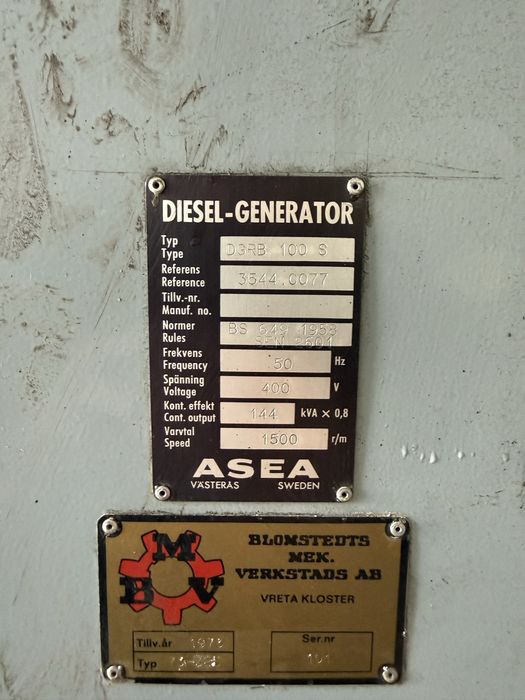 DIESEL-GENERATOR
Typ
Type DGRB 100 S
Referens
Reference 3544.0077
Tillv.-nr.
Manuf. no.
Normer BS 649 1958
Rules SEN 2601
Frekvens
Frequency 50 Hz
Spänning
Voltage 400 V
Kont. effekt
Cont. output 144 kVA × 0,8
Varvtal
Speed 1500 r/m
ASEA
VÄSTERÅS SWEDEN
BMV
BLOMSTEDTS
MEK.
VERKSTADS AB
VRETA KLOSTER
Tillv.år Ser.nr
Typ 101